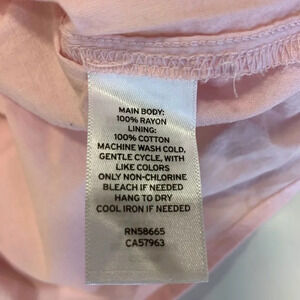 MAIN BODY:
100% RAYON
LINING:
100% COTTON
MACHINE WASH COLD,
GENTLE CYCLE, WITH
LIKE COLORS
ONLY NON-CHLORINE
BLEACH IF NEEDED
HANG TO DRY
COOL IRON IF NEEDED
RN58665
CA57963